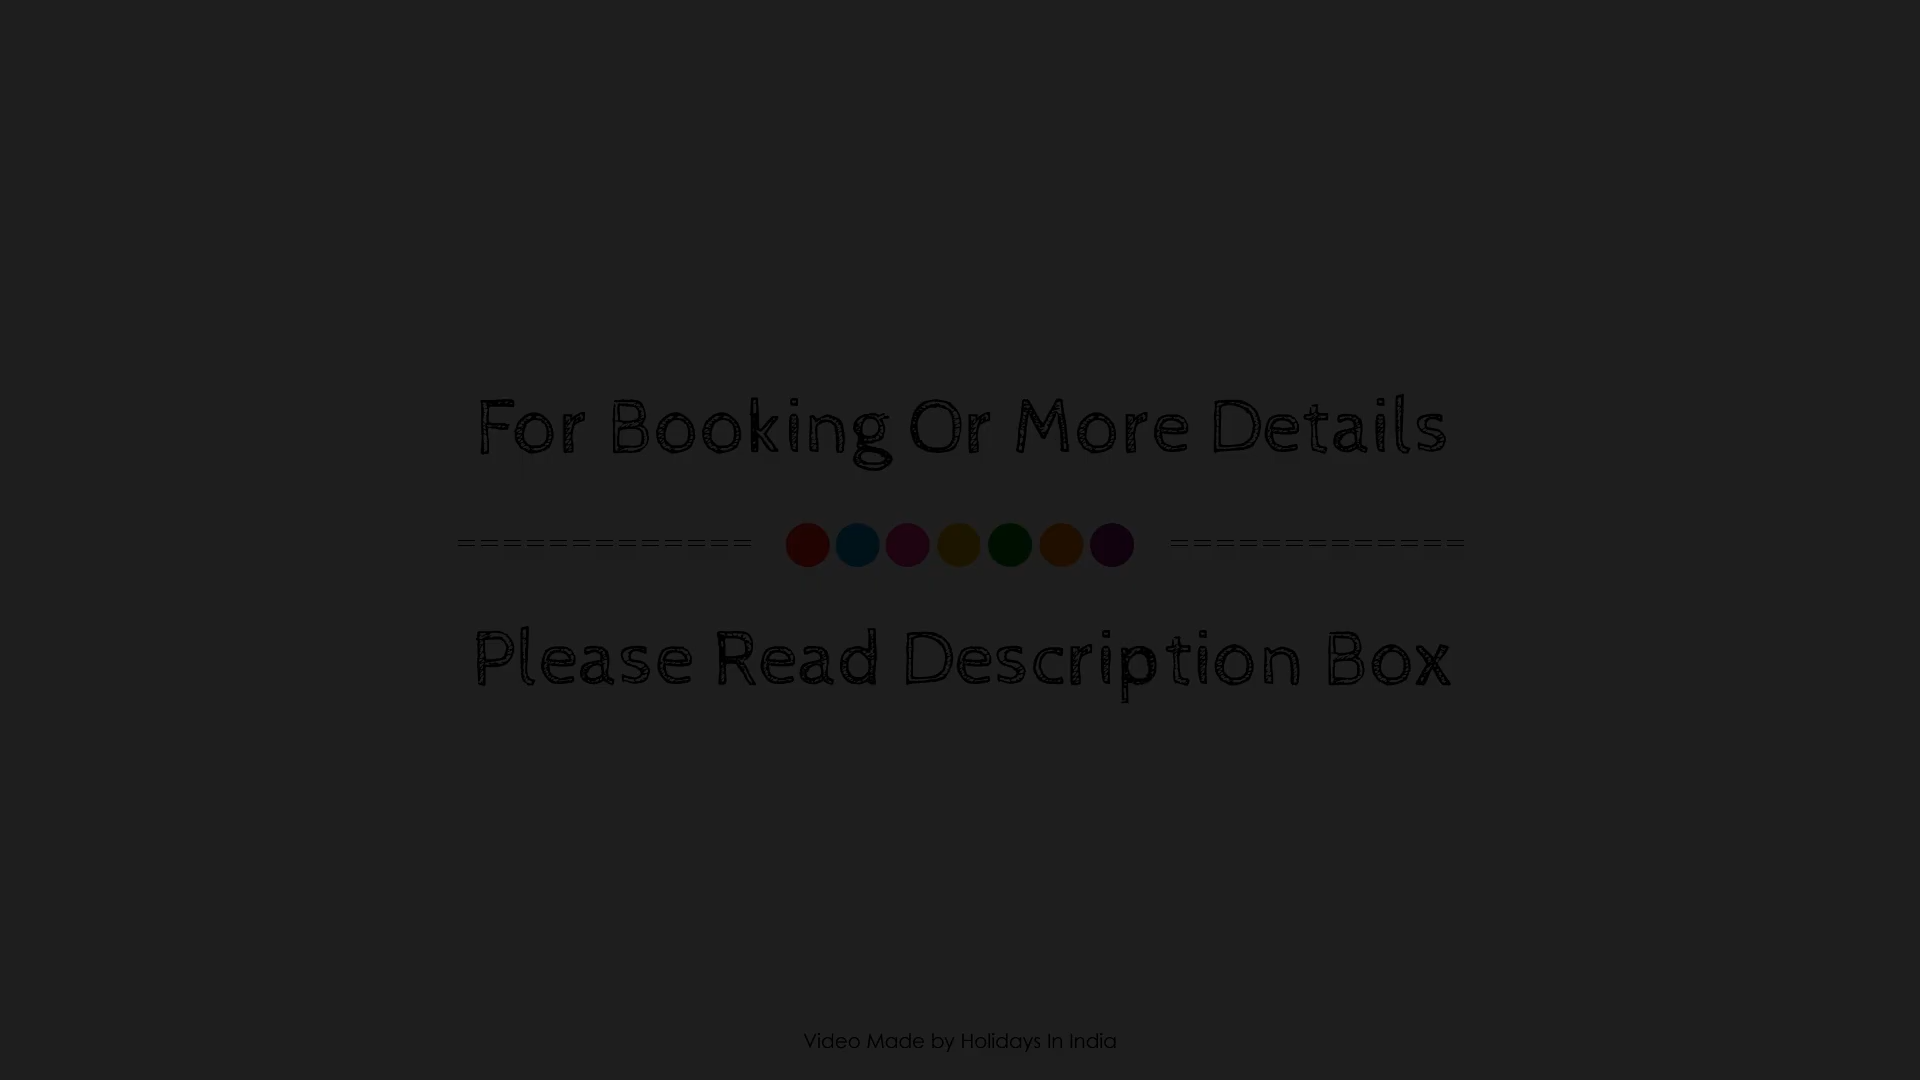 For Booking Or More Details
============= =============
Please Read Description Box
Video Made by Holidays In India